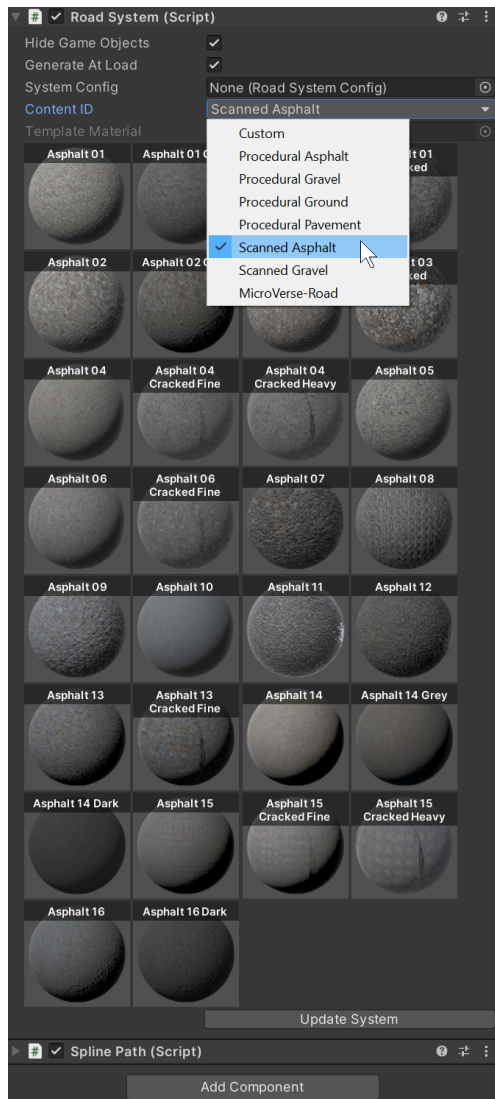 Road System (Script)
Hide Game Objects
Generate At Load
System Config
None (Road System Config)
Content ID
Scanned Asphalt
Template Material
Custom
Procedural Asphalt
Procedural Gravel
Procedural Ground
Procedural Pavement
Scanned Asphalt
Scanned Gravel
MicroVerse-Road
Asphalt 01
Asphalt 01
Asphalt 02
Asphalt 02
Asphalt 04
Asphalt 04
Cracked Fine
Asphalt 04
Cracked Heavy
Asphalt 05
Asphalt 06
Asphalt 06
Cracked Fine
Asphalt 07
Asphalt 08
Asphalt 09
Asphalt 10
Asphalt 11
Asphalt 12
Asphalt 13
Asphalt 13
Cracked Fine
Asphalt 14
Asphalt 14 Grey
Asphalt 14 Dark
Asphalt 15
Asphalt 15
Cracked Fine
Asphalt 15
Cracked Heavy
Asphalt 16
Asphalt 16 Dark
Update System
Spline Path (Script)
Add Component